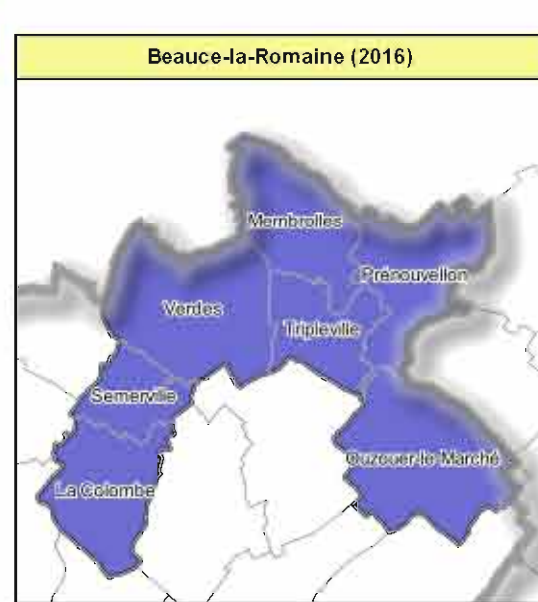 Beauce-la-Romaine (2016)
Membrolles
Prénouvellon
Verdes
Tripleville
Semerville
Ouzouer-le-Marché
La Colombe